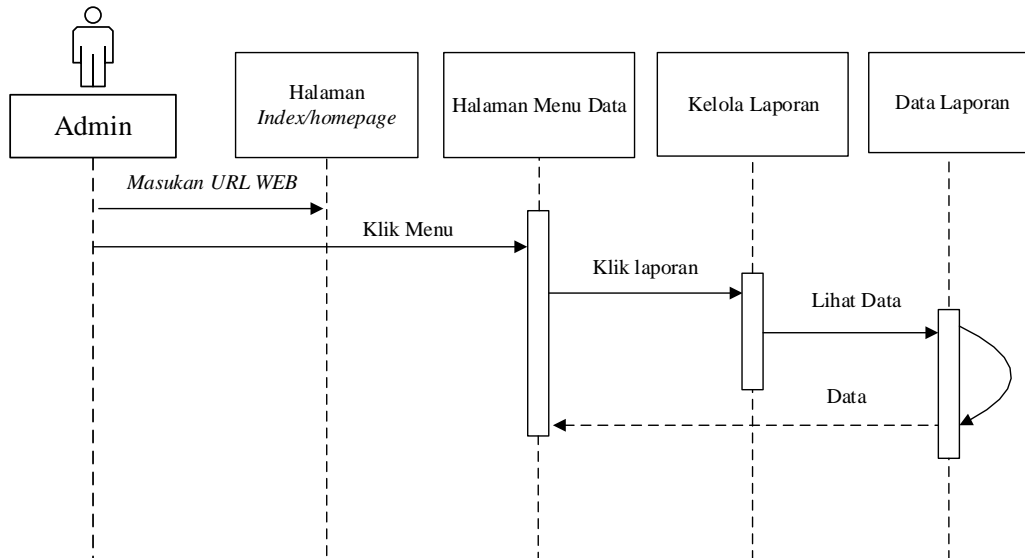 Admin
Halaman
Index/homepage
Halaman Menu Data
Kelola Laporan
Data Laporan
Masukan URL WEB
Klik Menu
Klik laporan
Lihat Data
Data